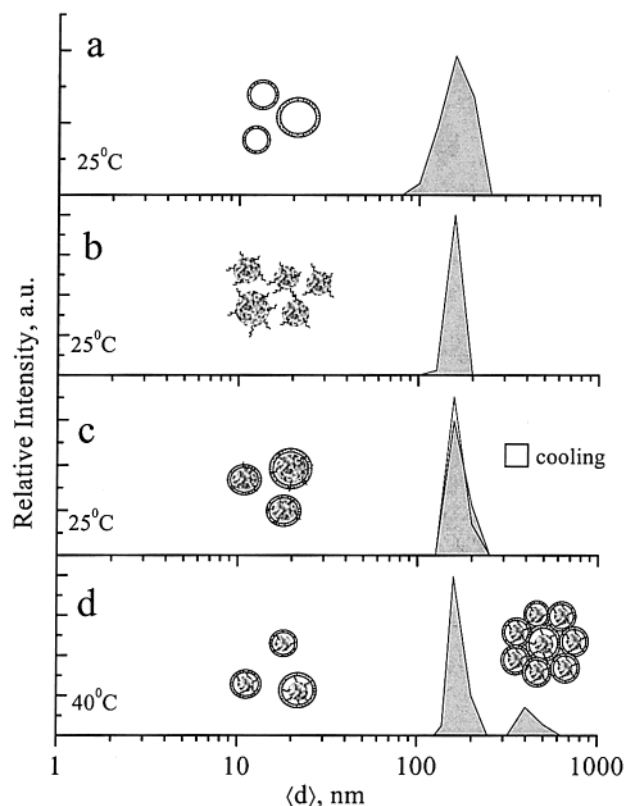 a
25⁰C
b
25⁰C
c
cooling
25⁰C
d
40⁰C
Relative Intensity, a.u.
1 10 100 1000
⟨d⟩, nm